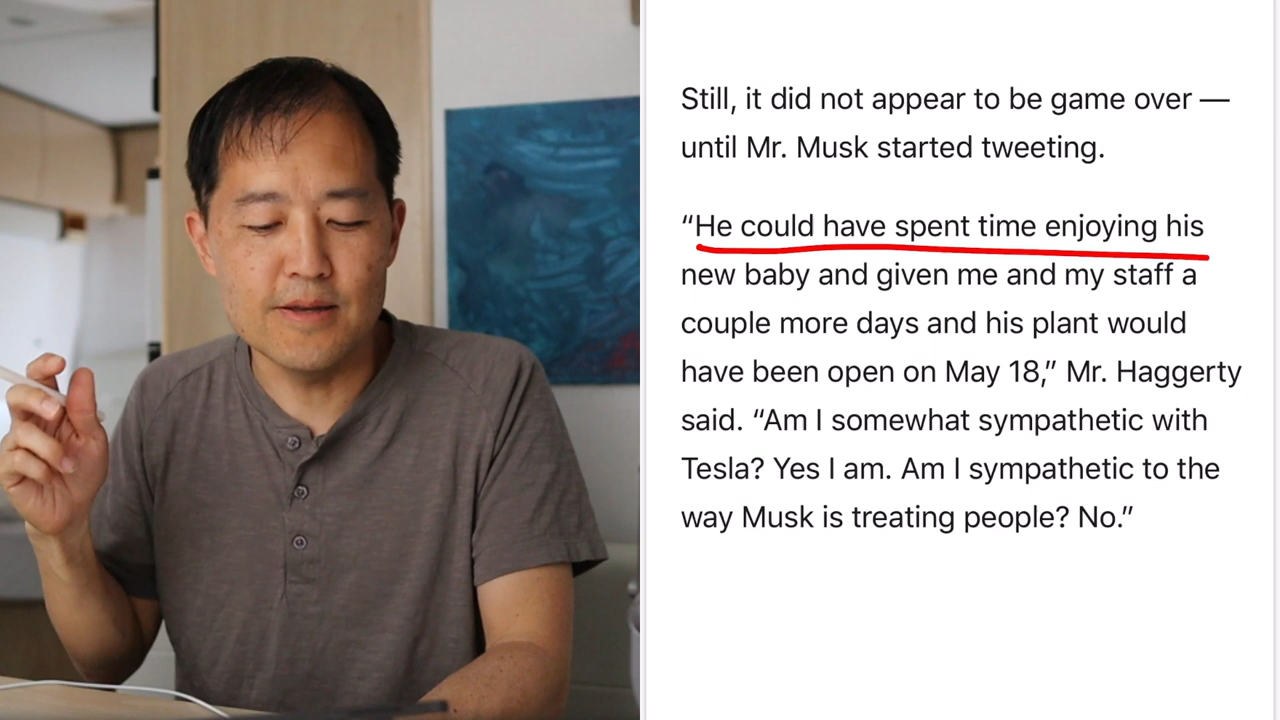 Still, it did not appear to be game over —
until Mr. Musk started tweeting.
“He could have spent time enjoying his
new baby and given me and my staff a
couple more days and his plant would
have been open on May 18,” Mr. Haggerty
said. “Am I somewhat sympathetic with
Tesla? Yes I am. Am I sympathetic to the
way Musk is treating people? No.”